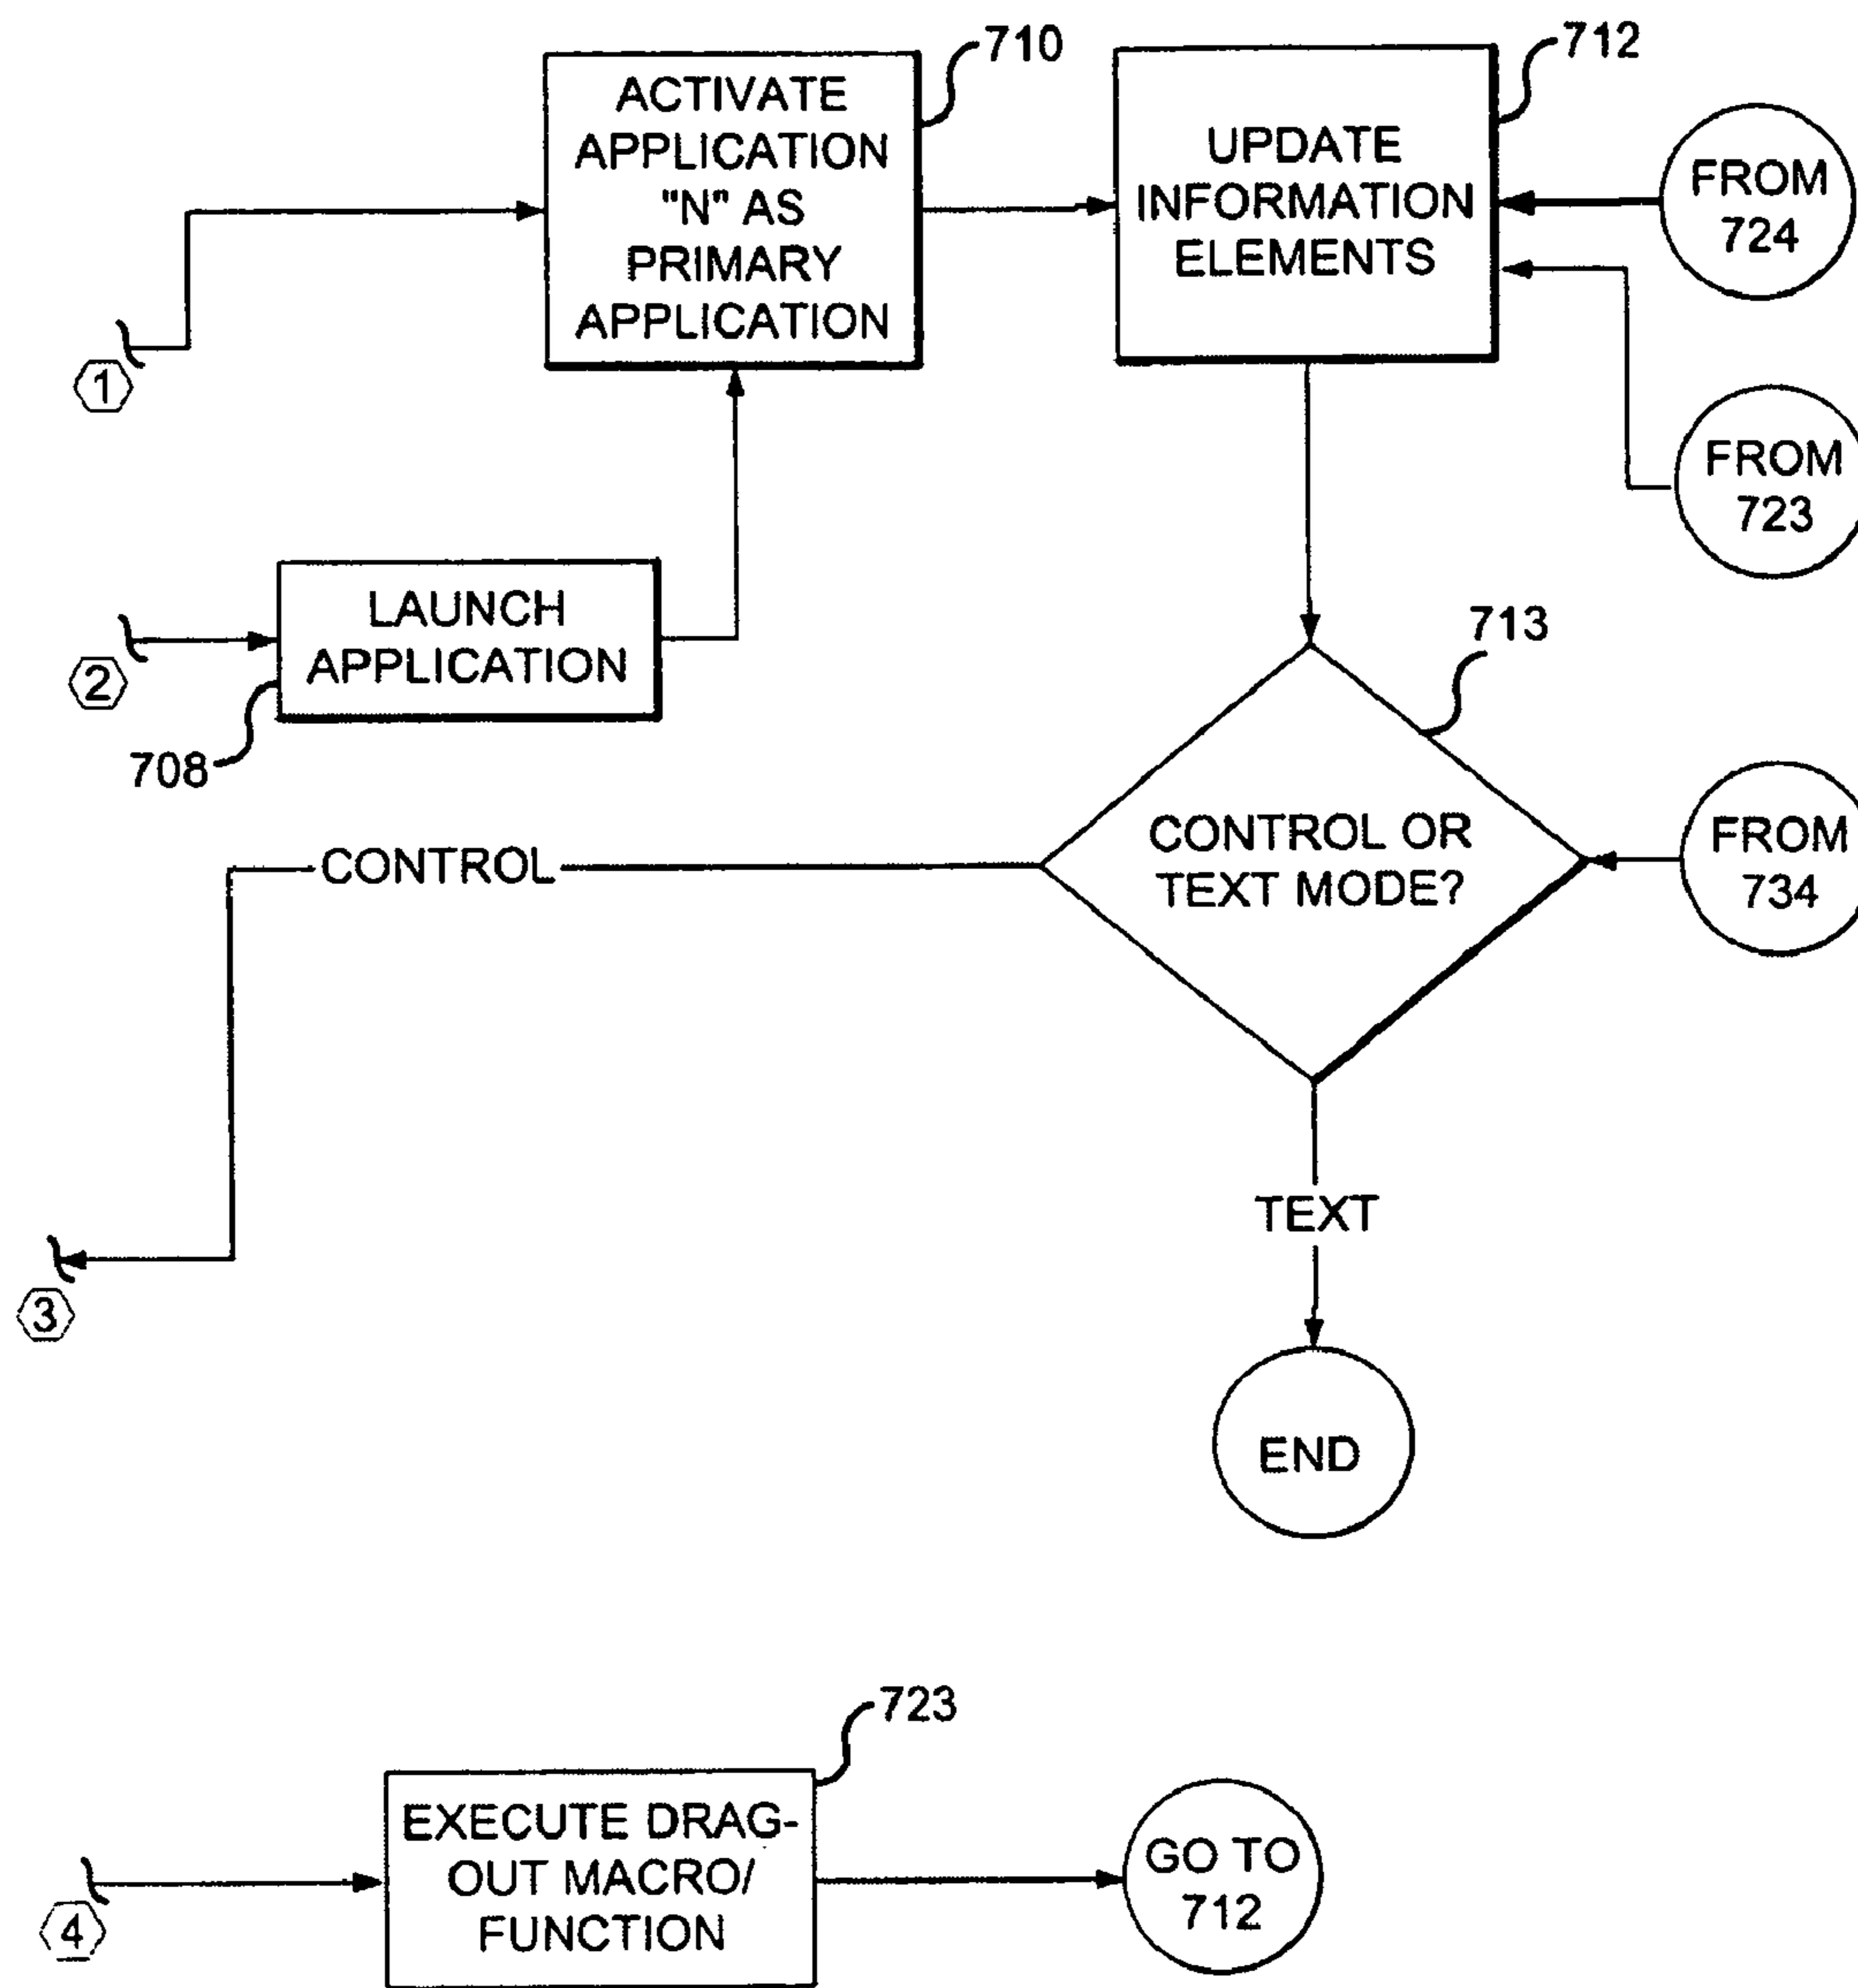 710
ACTIVATE
APPLICATION
"N" AS
PRIMARY
APPLICATION
712
UPDATE
INFORMATION
ELEMENTS
FROM
724
1
FROM
723
LAUNCH
APPLICATION
2
708
713
CONTROL OR
TEXT MODE?
FROM
734
CONTROL
TEXT
3
END
723
EXECUTE DRAG-
OUT MACRO/
FUNCTION
4
GO TO
712